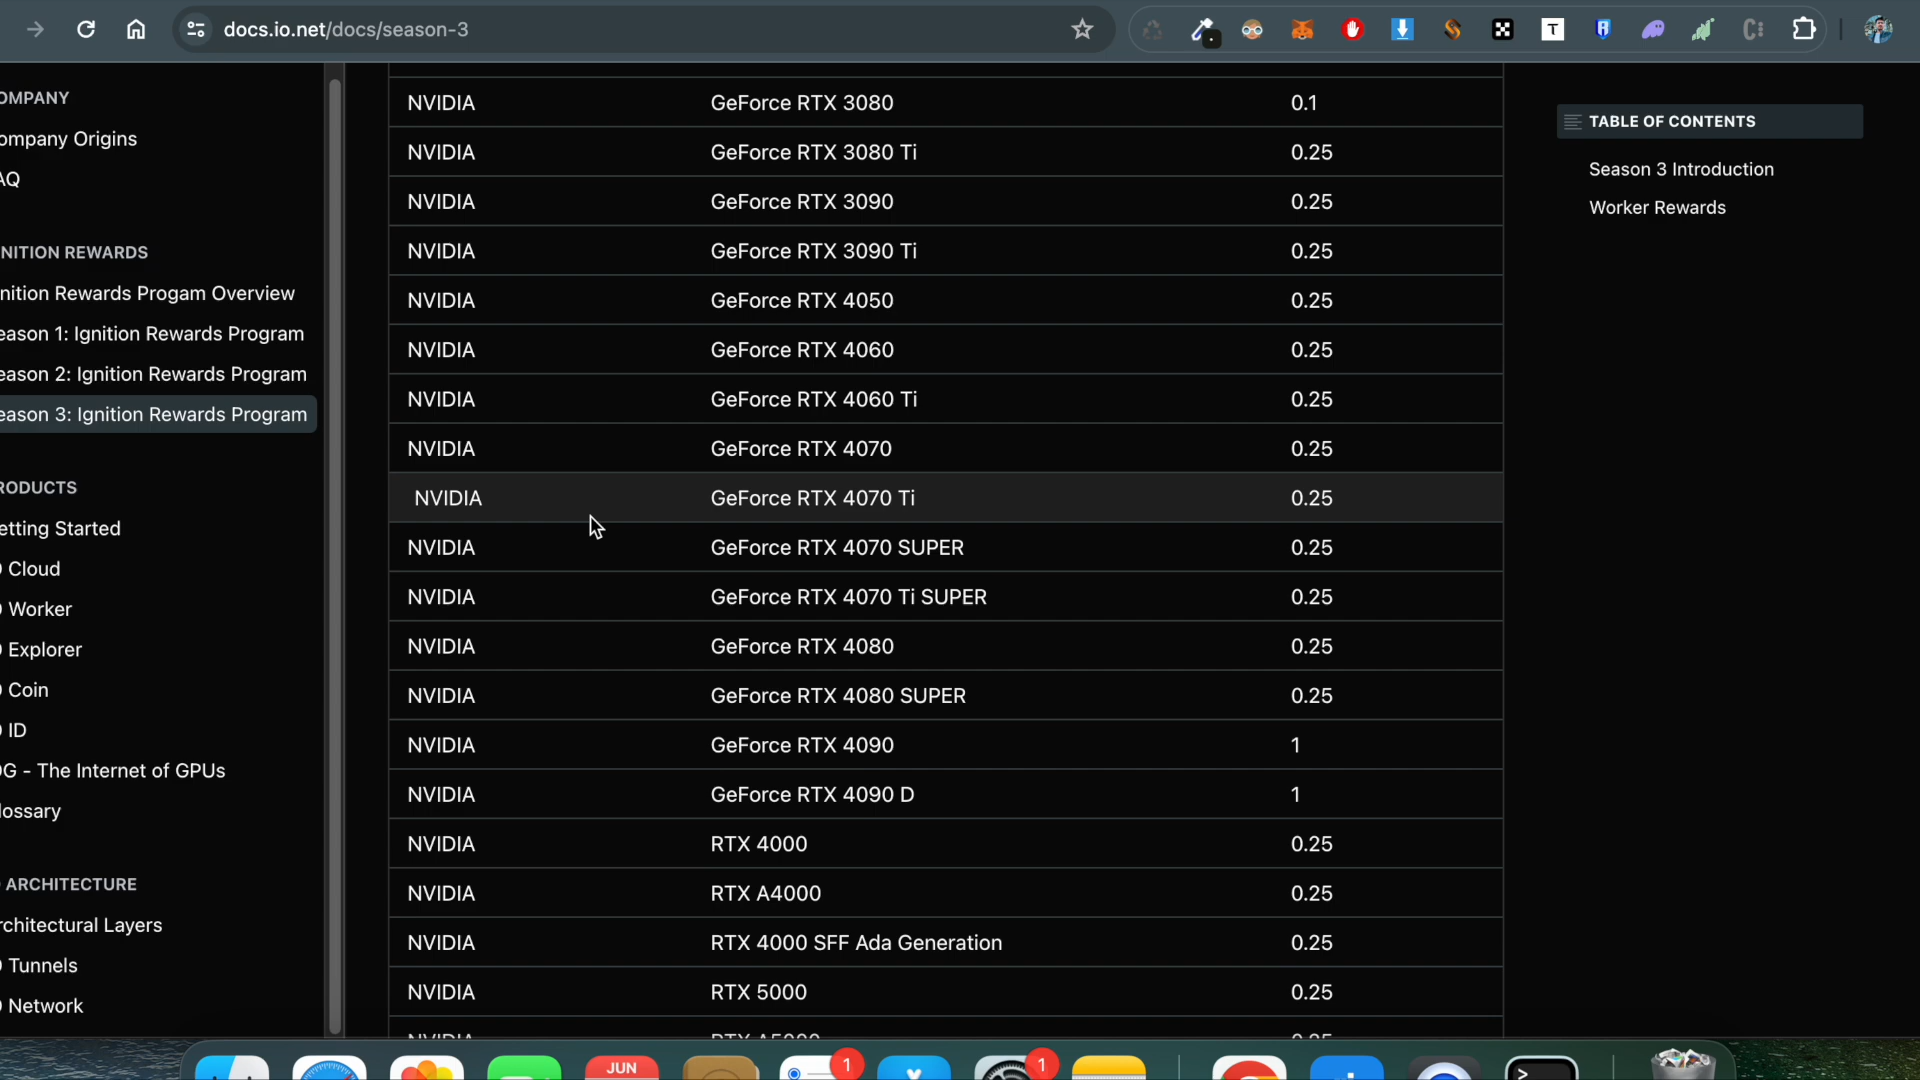 docs.io.net/docs/season-3
OMPANY
ompany Origins
AQ
NITION REWARDS
nition Rewards Progam Overview
eason 1: Ignition Rewards Program
eason 2: Ignition Rewards Program
eason 3: Ignition Rewards Program
RODUCTS
etting Started
Cloud
Worker
Explorer
Coin
ID
OG - The Internet of GPUs
lossary
ARCHITECTURE
rchitectural Layers
Tunnels
Network
NVIDIA GeForce RTX 3080 0.1
NVIDIA GeForce RTX 3080 Ti 0.25
NVIDIA GeForce RTX 3090 0.25
NVIDIA GeForce RTX 3090 Ti 0.25
NVIDIA GeForce RTX 4050 0.25
NVIDIA GeForce RTX 4060 0.25
NVIDIA GeForce RTX 4060 Ti 0.25
NVIDIA GeForce RTX 4070 0.25
NVIDIA GeForce RTX 4070 Ti 0.25
NVIDIA GeForce RTX 4070 SUPER 0.25
NVIDIA GeForce RTX 4070 Ti SUPER 0.25
NVIDIA GeForce RTX 4080 0.25
NVIDIA GeForce RTX 4080 SUPER 0.25
NVIDIA GeForce RTX 4090 1
NVIDIA GeForce RTX 4090 D 1
NVIDIA RTX 4000 0.25
NVIDIA RTX A4000 0.25
NVIDIA RTX 4000 SFF Ada Generation 0.25
NVIDIA RTX 5000 0.25
NVIDIA RTX A5000 0.25
TABLE OF CONTENTS
Season 3 Introduction
Worker Rewards
JUN
1
1